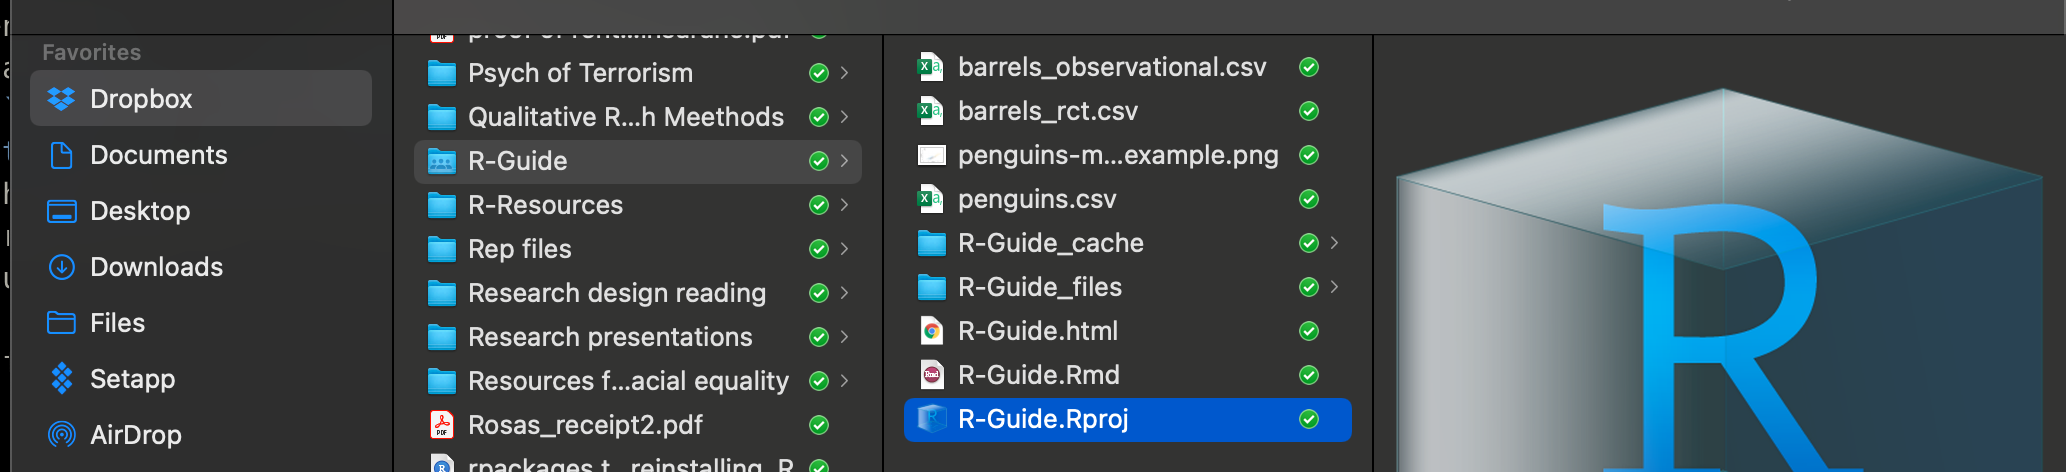 Favorites
Dropbox
Documents
Desktop
Downloads
Files
Setapp
AirDrop
Psych of Terrorism
Qualitative R...h Meethods
R-Guide
R-Resources
Rep files
Research design reading
Research presentations
Resources f...acial equality
Rosas_receipt2.pdf
rpackages t...reinstalling_R
barrels_observational.csv
barrels_rct.csv
penguins-m...example.png
penguins.csv
R-Guide_cache
R-Guide_files
R-Guide.html
R-Guide.Rmd
R-Guide.Rproj
R